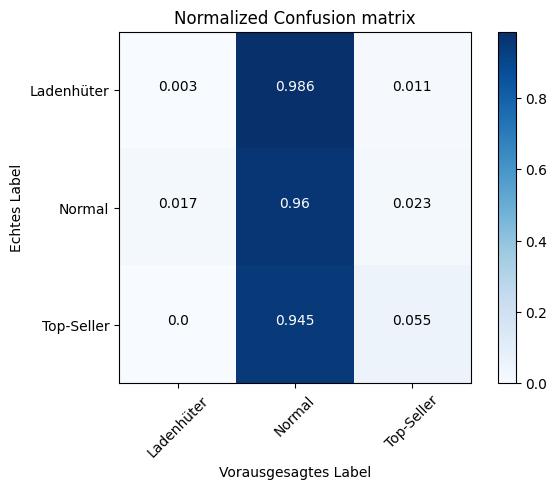 Normalized Confusion matrix
Echtes Label
Ladenhüter
0.003 0.986 0.011
Normal
0.017 0.96 0.023
Top-Seller
0.0 0.945 0.055
Ladenhüter Normal Top-Seller
Vorausgesagtes Label
0.8
0.6
0.4
0.2
0.0